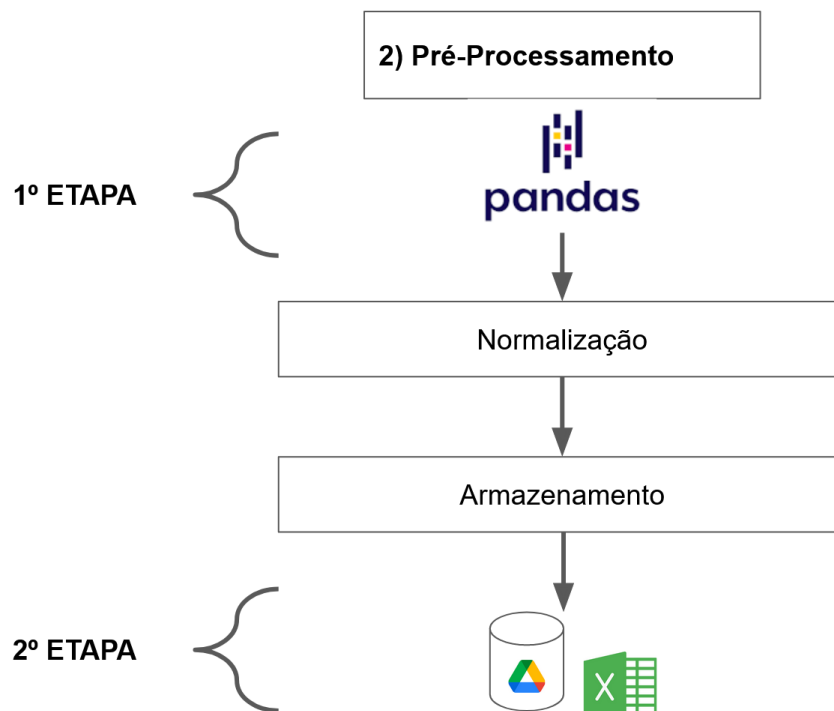 2) Pré-Processamento
pandas
1º ETAPA
Normalização
Armazenamento
2º ETAPA
X